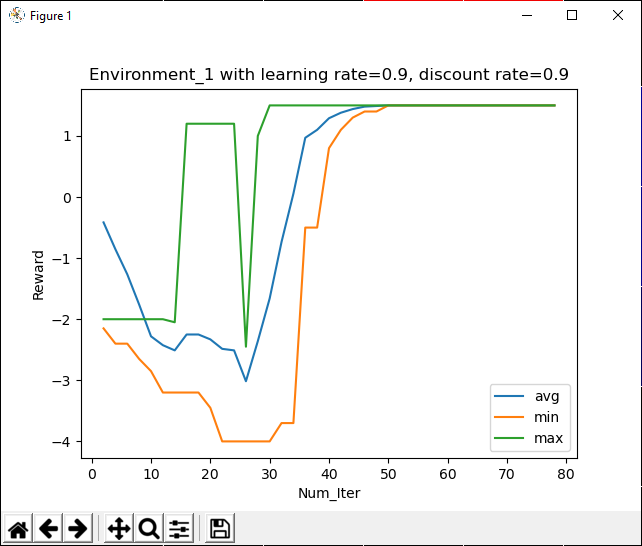 Figure 1
Environment_1 with learning rate=0.9, discount rate=0.9
1
0
−1
−2
−3
−4
Reward
avg
min
max
0 10 20 30 40 50 60 70 80
Num_Iter